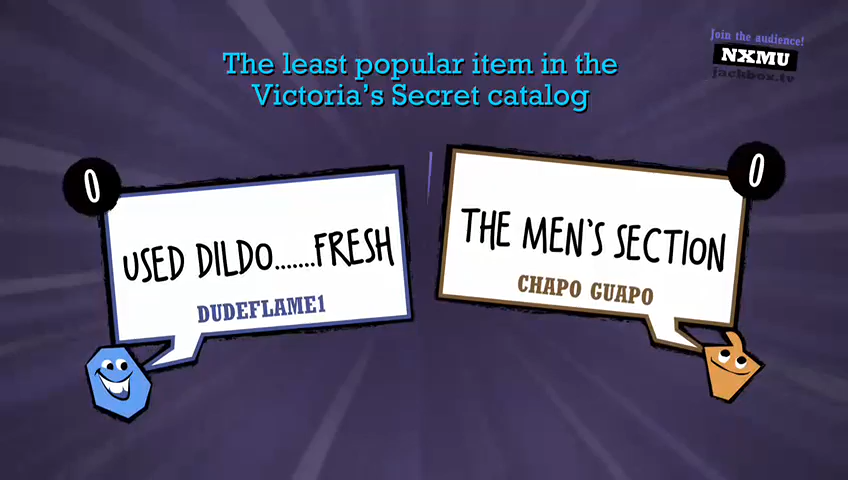 The least popular item in the
Victoria's Secret catalog
Join the audience!
NXMU
jackbox.tv
0
USED DILDO.......FRESH
DUDEFLAME1
0
THE MEN'S SECTION
CHAPO GUAPO